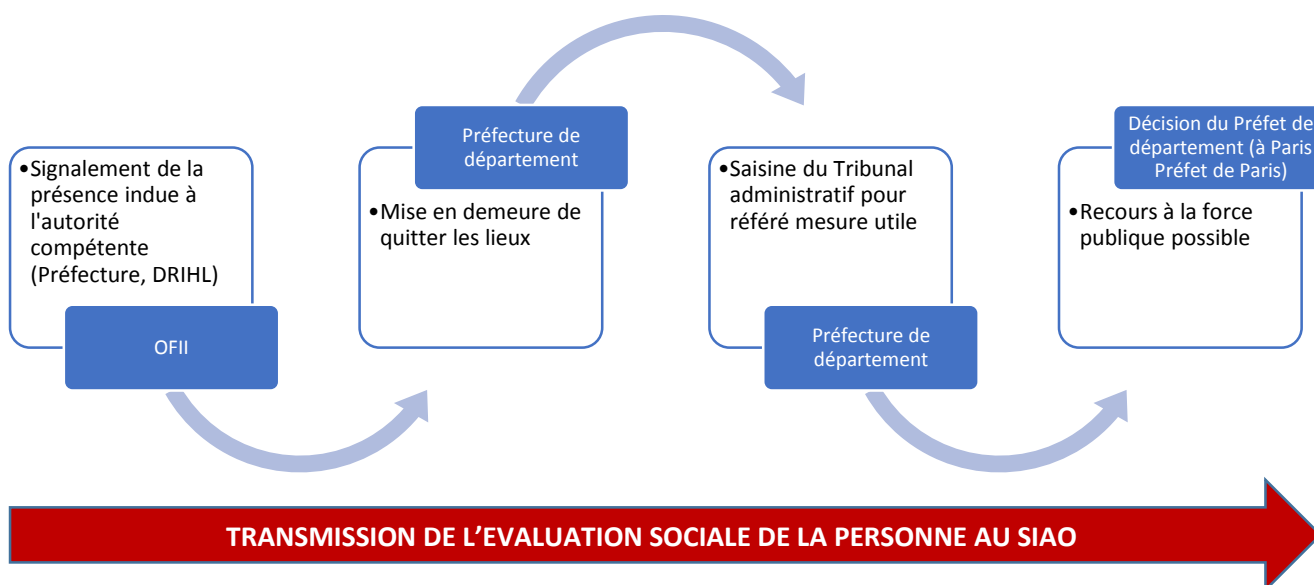 •Signalement de la
présence indue à
l'autorité
compétente
(Préfecture, DRIHL)
OFII
Préfecture de
département
•Mise en demeure de
quitter les lieux
•Saisine du Tribunal
administratif pour
référé mesure utile
Préfecture de
département
Décision du Préfet de
département (à Paris
Préfet de Paris)
•Recours à la force
publique possible
TRANSMISSION DE L'EVALUATION SOCIALE DE LA PERSONNE AU SIAO